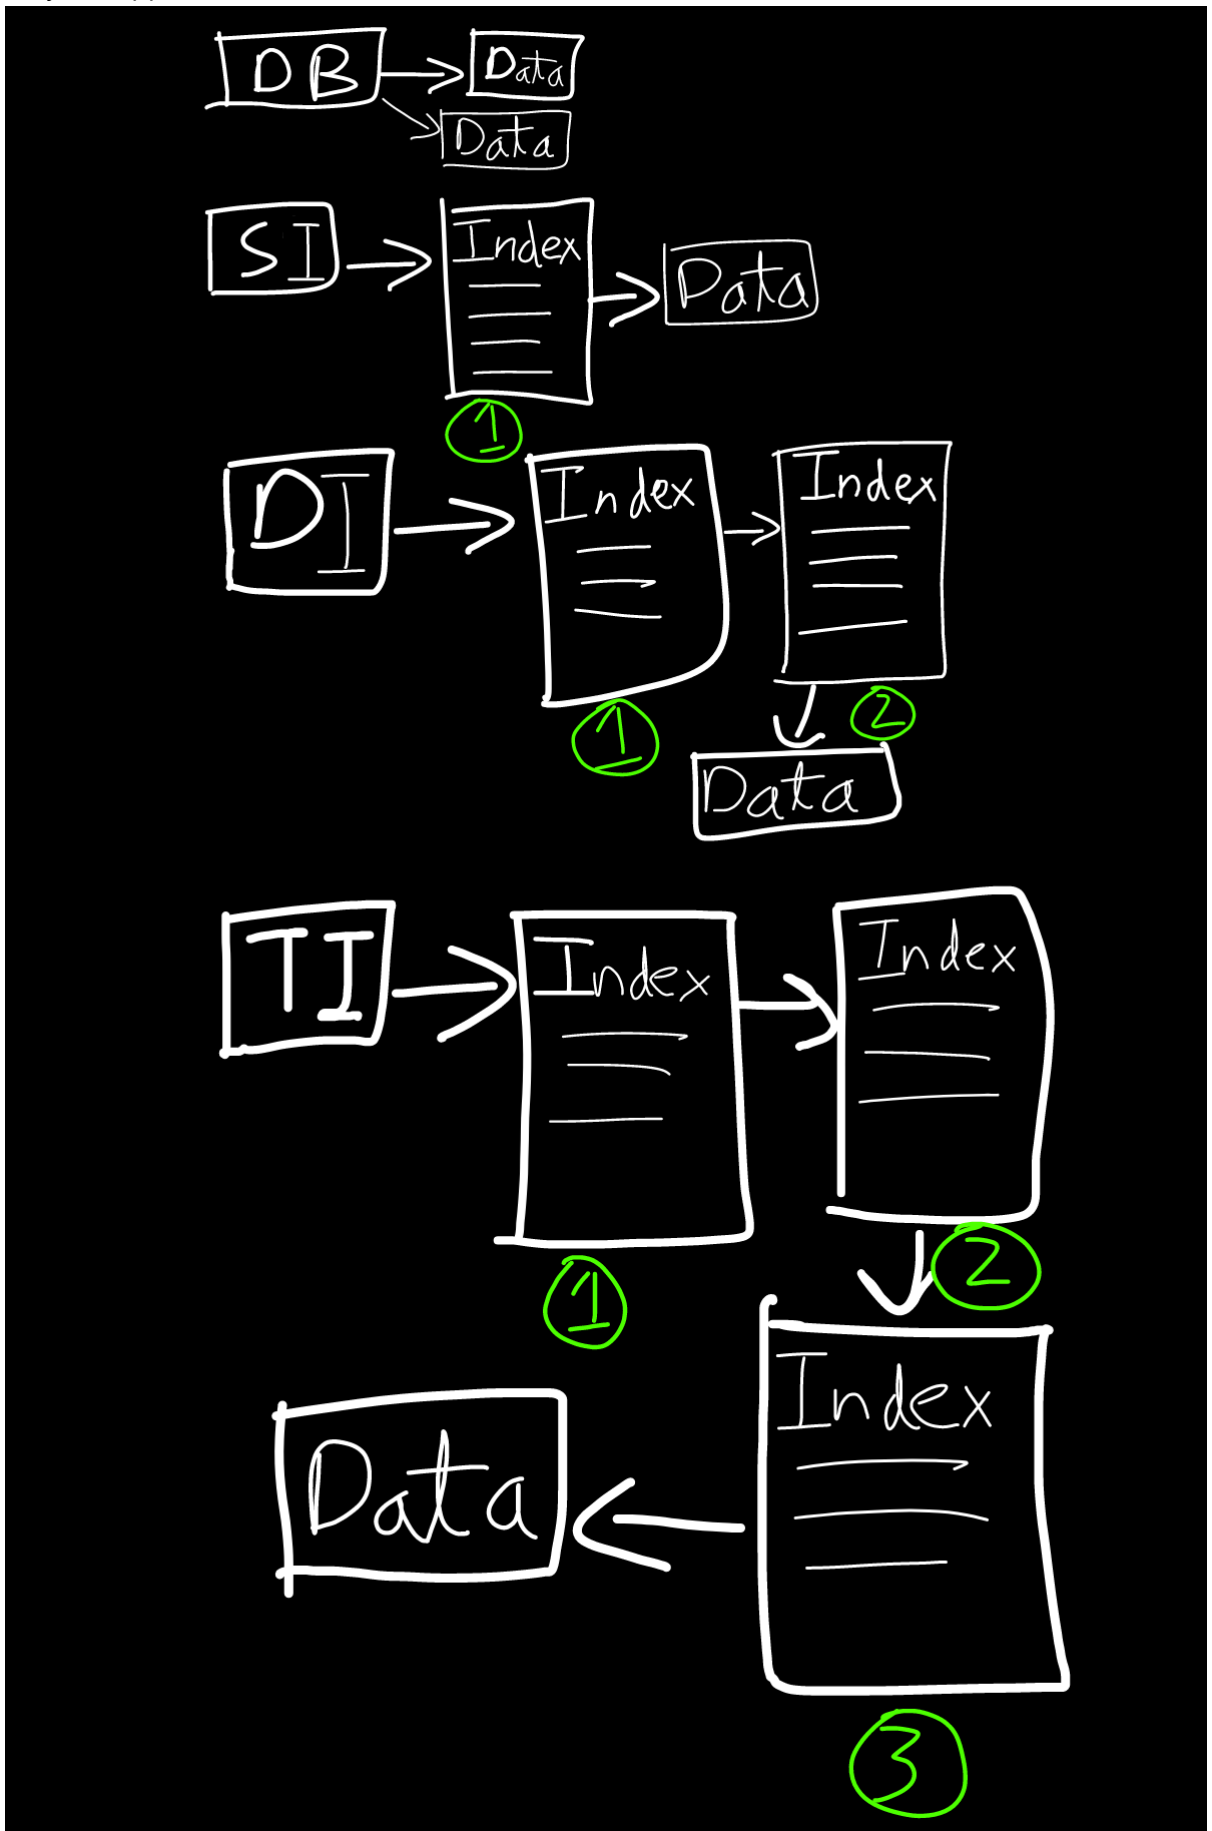 DB Data
Data
SI Index Data
1
DI Index Index
1 2
Data
TI Index Index
1 2
Index
Data
3